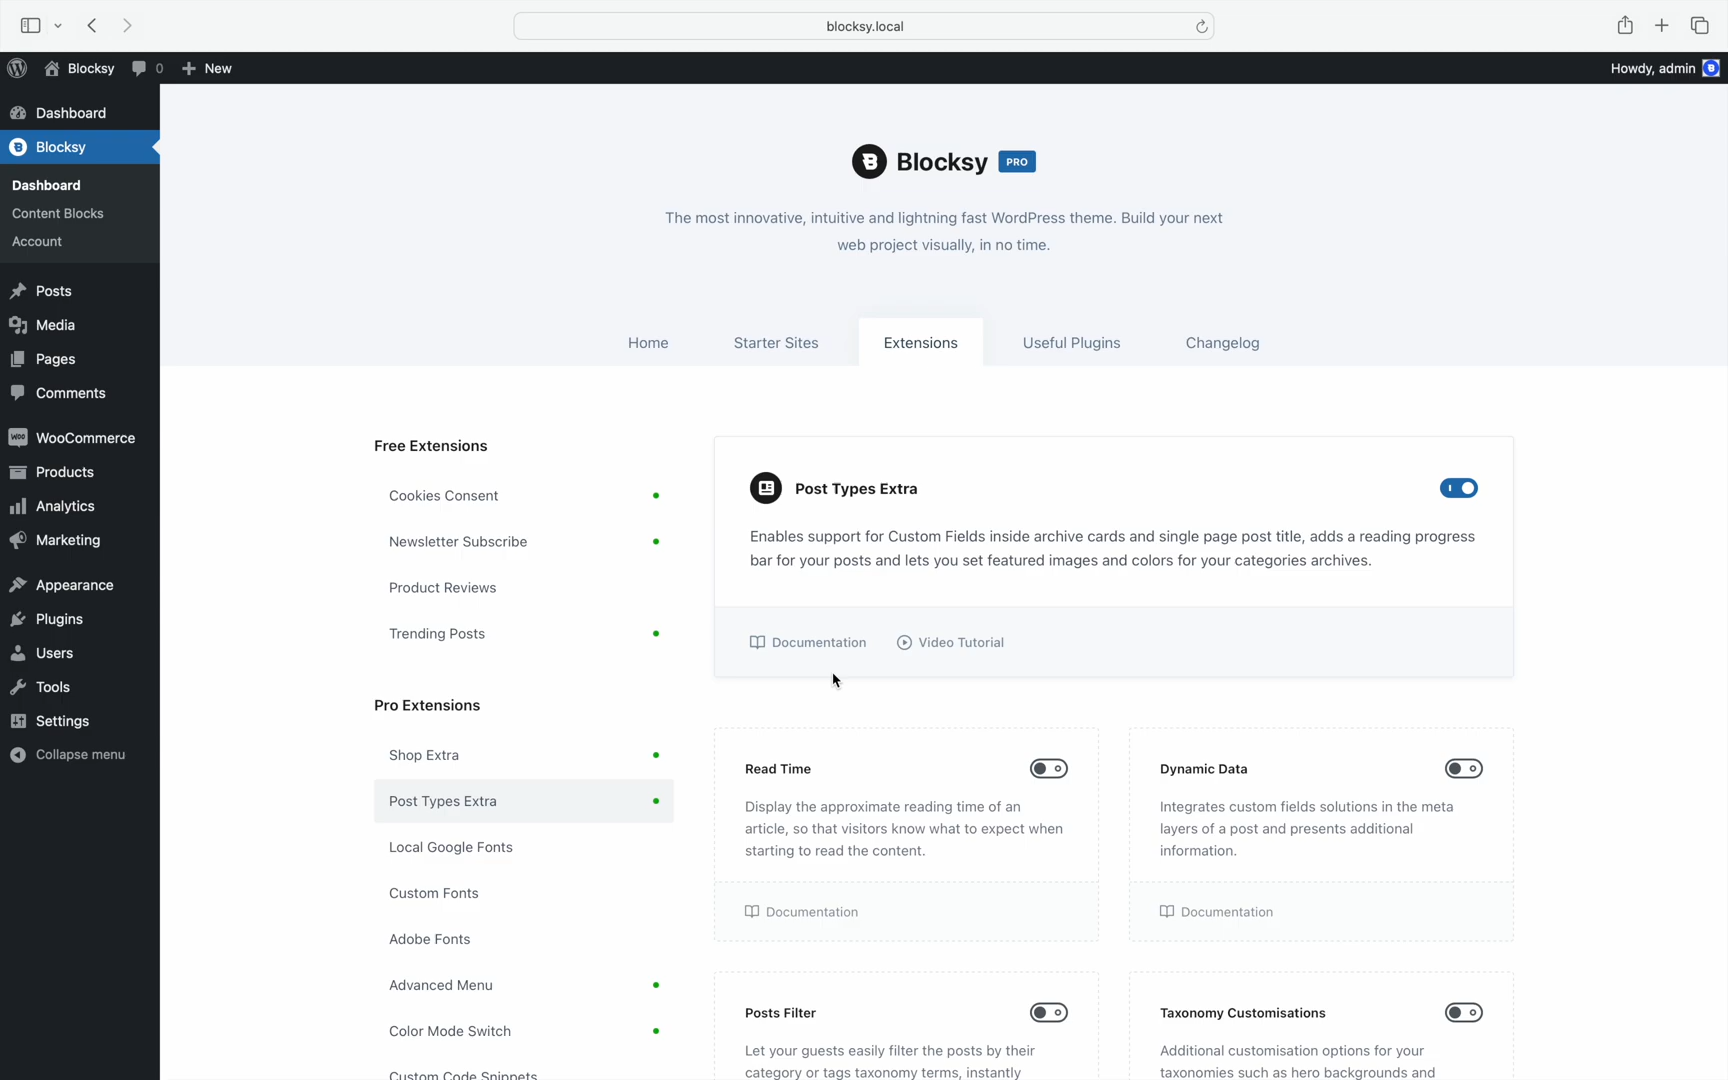 blocksy.local
Blocksy
0
New
Howdy, admin
Dashboard
Blocksy
Dashboard
Content Blocks
Account
Posts
Media
Pages
Comments
WooCommerce
Products
Analytics
Marketing
Appearance
Plugins
Users
Tools
Settings
Collapse menu
Blocksy PRO
The most innovative, intuitive and lightning fast WordPress theme. Build your next
web project visually, in no time.
Home
Starter Sites
Extensions
Useful Plugins
Changelog
Free Extensions
Cookies Consent
Newsletter Subscribe
Product Reviews
Trending Posts
Pro Extensions
Shop Extra
Post Types Extra
Local Google Fonts
Custom Fonts
Adobe Fonts
Advanced Menu
Color Mode Switch
Custom Code Snippets
Post Types Extra
Enables support for Custom Fields inside archive cards and single page post title, adds a reading progress
bar for your posts and lets you set featured images and colors for your categories archives.
Documentation
Video Tutorial
Read Time
Display the approximate reading time of an
article, so that visitors know what to expect when
starting to read the content.
Documentation
Dynamic Data
Integrates custom fields solutions in the meta
layers of a post and presents additional
information.
Documentation
Posts Filter
Let your guests easily filter the posts by their
category or tags taxonomy terms, instantly
Taxonomy Customisations
Additional customisation options for your
taxonomies such as hero backgrounds and